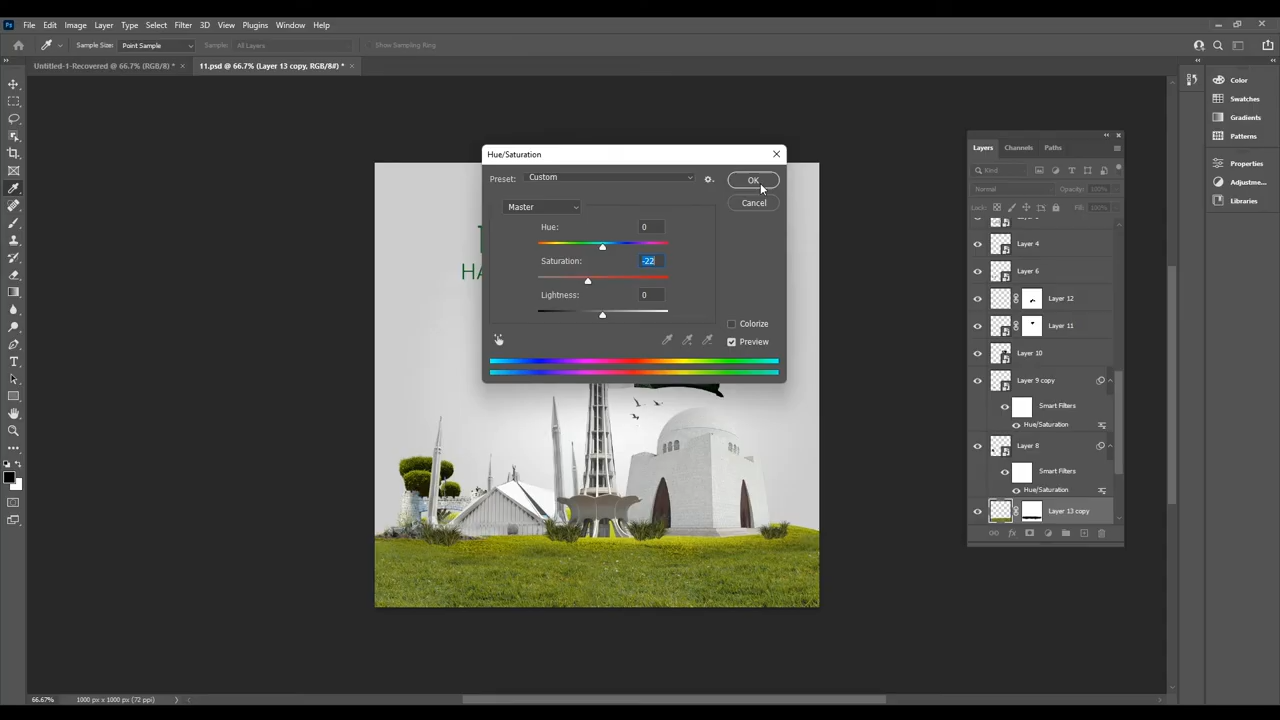 Ps File Edit Image Layer Type Select Filter 3D View Plugins Window Help
Sample Size: Point Sample Sample: All Layers Show Sampling Ring
Untitled-1-Recovered @ 66.7% (RGB/8) * × 11.psd @ 66.7% (Layer 13 copy, RGB/8#) * ×
Hue/Saturation
Preset: Custom
OK
Cancel
Master
Hue: 0
Saturation: -22
Lightness: 0
Colorize
Preview
HA
Layers Channels Paths
Kind
Normal Opacity: 100%
Lock: Fill: 100%
Layer 4
Layer 6
Layer 12
Layer 11
Layer 10
Layer 9 copy
Smart Filters
Hue/Saturation
Layer 8
Smart Filters
Hue/Saturation
Layer 13 copy
fx
Color
Swatches
Gradients
Patterns
Properties
Adjustme...
Libraries
66.67% 1000 px x 1000 px (72 ppi)